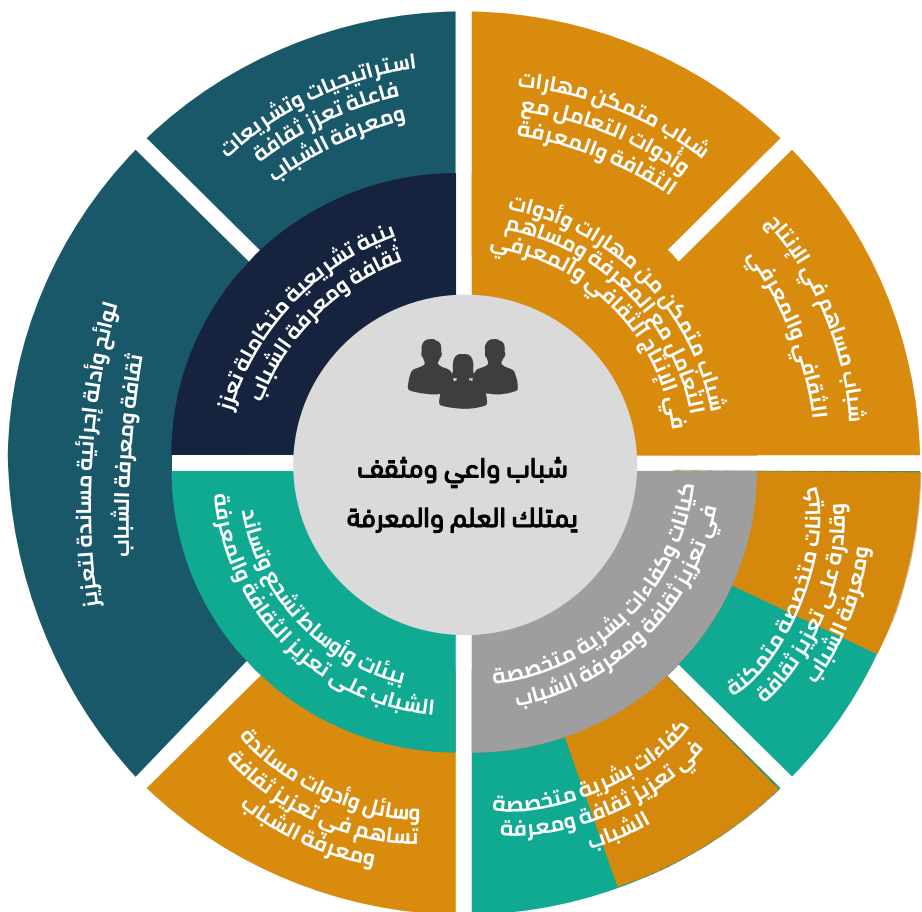 استراتيجيات وتشريعات
فاعلة تعزز ثقافة
ومعرفة الشباب
شباب متمكن مهارات
وأدوات التعامل مع
الثقافة والمعرفة
شباب مساهم في الإنتاج
الثقافي والمعرفي
شباب متمكن من مهارات وأدوات
التعامل مع المعرفة ومساهم
في الإنتاج الثقافي والمعرفي
بنية تشريعية متكاملة تعزز
ثقافة ومعرفة الشباب
لوائح وأدلة إجرائية مساندة لتعزيز
ثقافة ومعرفة الشباب
شباب واعي ومثقف
يمتلك العلم والمعرفة
كيانات وكفاءات بشرية متخصصة
في تعزيز ثقافة ومعرفة الشباب
كيانات متخصصة متمكنة
وقادرة على تعزيز ثقافة
ومعرفة الشباب
بيئات وأوساط تشجع وتساند
الشباب على تعزيز الثقافة والمعرفة
كفاءات بشرية متخصصة
في تعزيز ثقافة ومعرفة
الشباب
وسائل وأدوات مساندة
تساهم في تعزيز ثقافة
ومعرفة الشباب